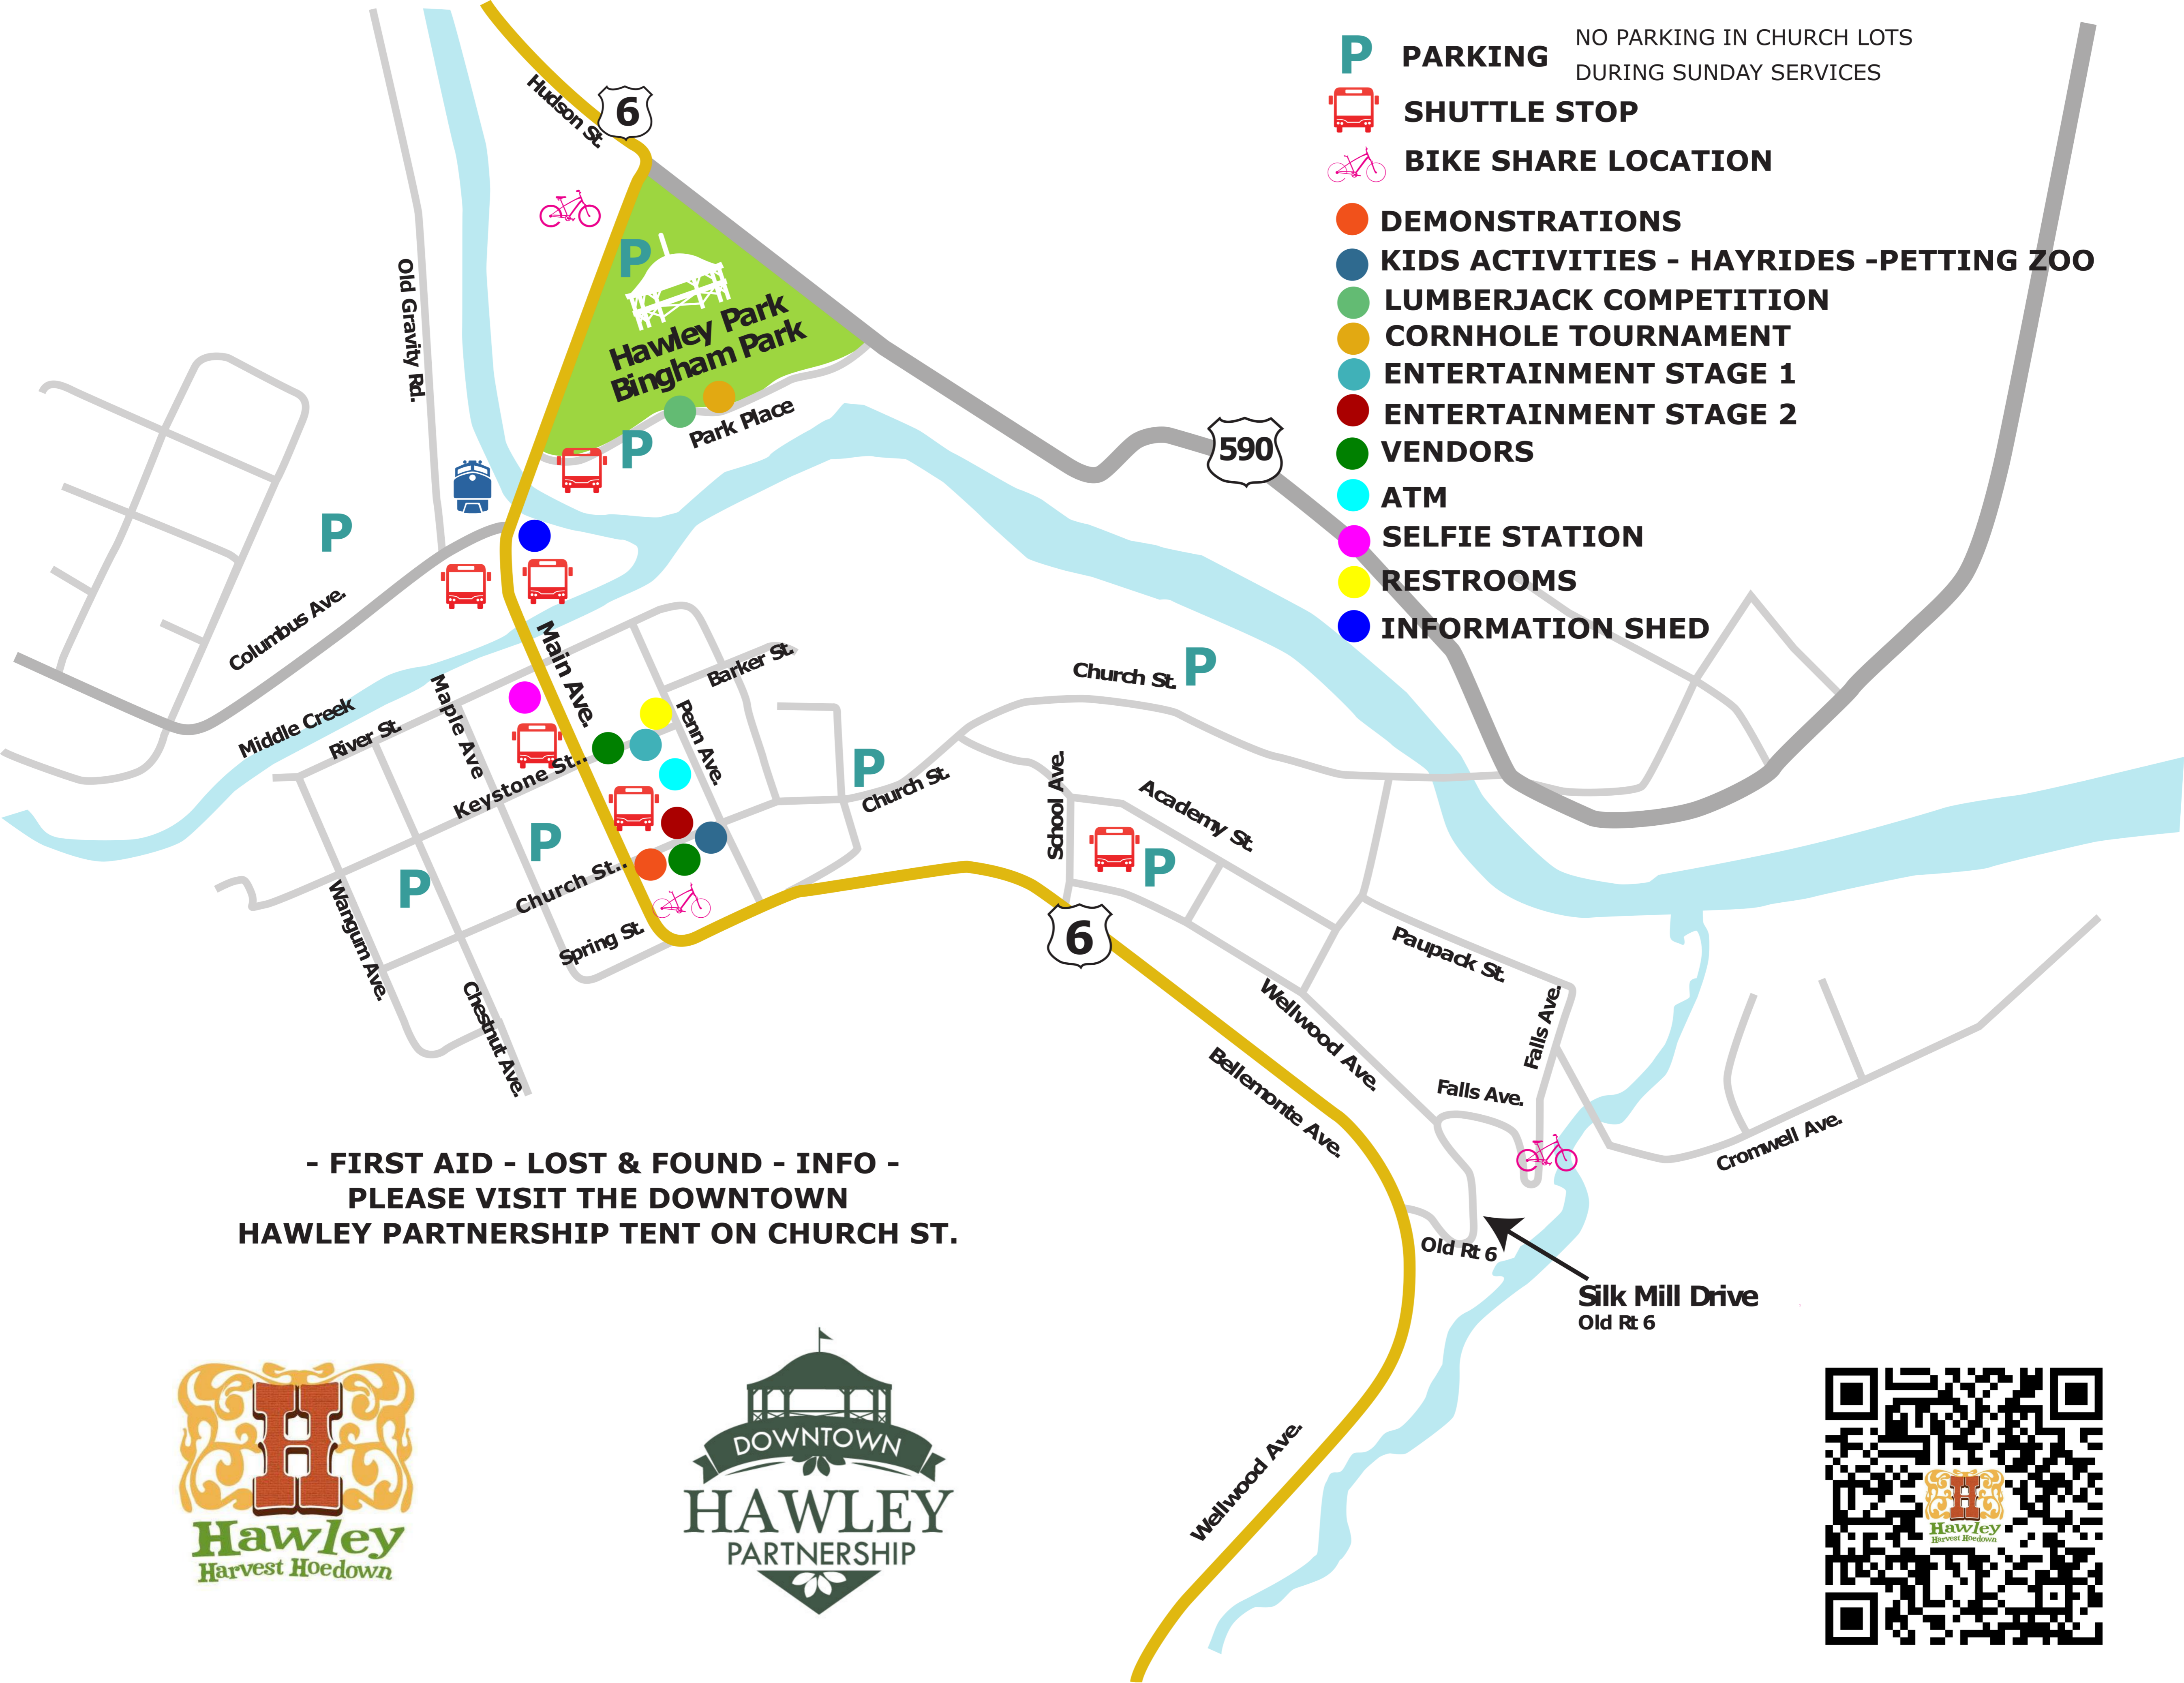 P PARKING
NO PARKING IN CHURCH LOTS
DURING SUNDAY SERVICES
SHUTTLE STOP
BIKE SHARE LOCATION
DEMONSTRATIONS
KIDS ACTIVITIES - HAYRIDES -PETTING ZOO
LUMBERJACK COMPETITION
CORNHOLE TOURNAMENT
ENTERTAINMENT STAGE 1
ENTERTAINMENT STAGE 2
VENDORS
ATM
SELFIE STATION
RESTROOMS
INFORMATION SHED
Hudson St.
6
P
Hawley Park
Bingham Park
Old Gravity Rd.
Park Place
P
590
P
Columbus Ave.
Main Ave.
Barker St.
Church St.
P
Middle Creek
River St.
Maple Ave
Penn Ave.
Keystone St..
P
Church St.
School Ave.
Academy St.
P
P
P
Church St..
Wangum Ave.
Spring St.
6
Paupack St.
Chestnut Ave.
Wellwood Ave.
Falls Ave.
Bellemonte Ave.
Falls Ave.
Cromwell Ave.
Old Rt 6
Silk Mill Drive
Old Rt 6
Wellwood Ave.
- FIRST AID - LOST & FOUND - INFO -
PLEASE VISIT THE DOWNTOWN
HAWLEY PARTNERSHIP TENT ON CHURCH ST.
H
Hawley
Harvest Hoedown
DOWNTOWN
HAWLEY
PARTNERSHIP
H
Hawley
Harvest Hoedown